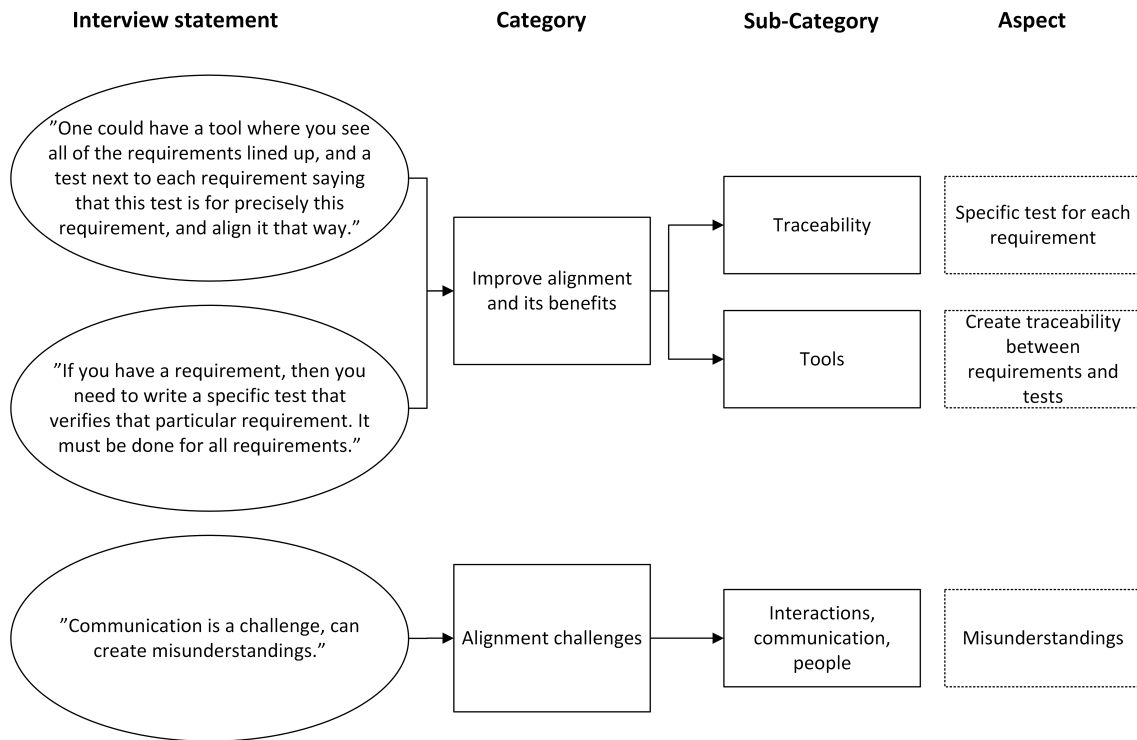 Interview statement
Category
Sub-Category
Aspect
”One could have a tool where you see
all of the requirements lined up, and a
test next to each requirement saying
that this test is for precisely this
requirement, and align it that way.”
”If you have a requirement, then you
need to write a specific test that
verifies that particular requirement. It
must be done for all requirements.”
Improve alignment
and its benefits
Traceability
Specific test for each
requirement
Tools
Create traceability
between
requirements and
tests
”Communication is a challenge, can
create misunderstandings.”
Alignment challenges
Interactions,
communication,
people
Misunderstandings